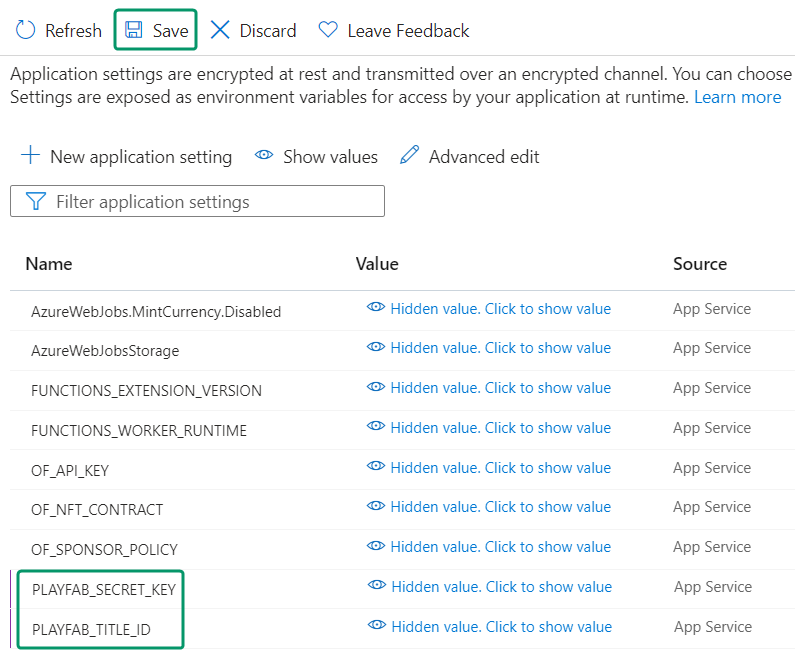 Refresh Save Discard Leave Feedback
Application settings are encrypted at rest and transmitted over an encrypted channel. You can choose
Settings are exposed as environment variables for access by your application at runtime. Learn more
New application setting Show values Advanced edit
Filter application settings
Name Value Source
AzureWebJobs.MintCurrency.Disabled Hidden value. Click to show value App Service
AzureWebJobsStorage Hidden value. Click to show value App Service
FUNCTIONS_EXTENSION_VERSION Hidden value. Click to show value App Service
FUNCTIONS_WORKER_RUNTIME Hidden value. Click to show value App Service
OF_API_KEY Hidden value. Click to show value App Service
OF_NFT_CONTRACT Hidden value. Click to show value App Service
OF_SPONSOR_POLICY Hidden value. Click to show value App Service
PLAYFAB_SECRET_KEY Hidden value. Click to show value App Service
PLAYFAB_TITLE_ID Hidden value. Click to show value App Service